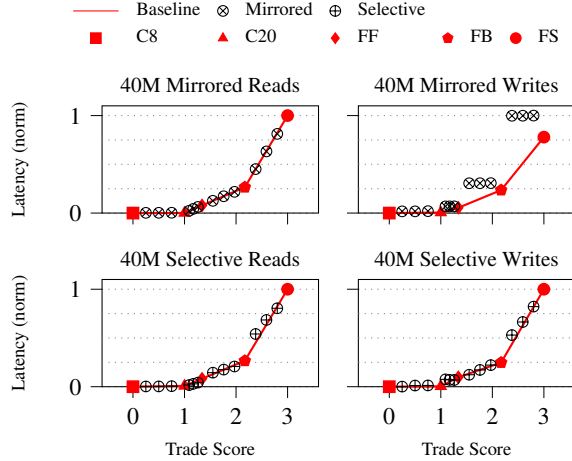 Baseline Mirrored Selective
C8 C20 FF FB FS
40M Mirrored Reads 40M Mirrored Writes
Latency (norm)
1
0
40M Selective Reads 40M Selective Writes
Latency (norm)
1
0
0 1 2 3 0 1 2 3
Trade Score Trade Score